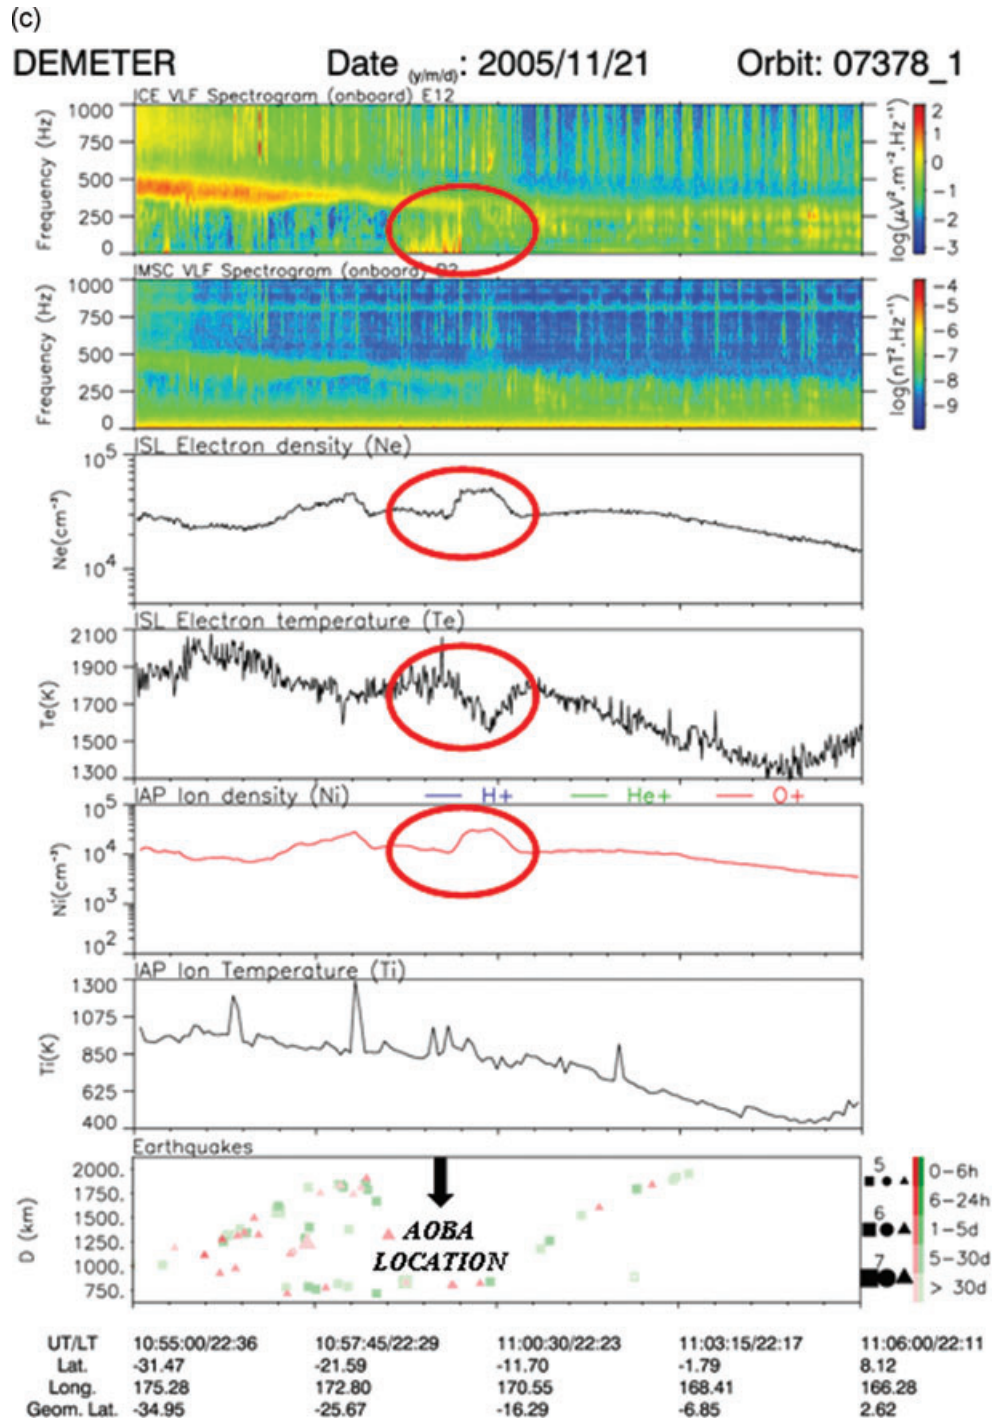 (c)
DEMETER Date (y/m/d): 2005/11/21 Orbit: 07378_1
ICE VLF Spectrogram (onboard) E12
1000
750
500
250
0
Frequency (Hz)
2
1
0
-1
-2
-3
log(μV².m⁻².Hz⁻¹)
IMSC VLF Spectrogram (onboard) B2
1000
750
500
250
0
Frequency (Hz)
-4
-5
-6
-7
-8
-9
log(nT².Hz⁻¹)
ISL Electron density (Ne)
10⁵
10⁴
Ne(cm⁻³)
ISL Electron temperature (Te)
2100
1900
1700
1500
1300
Te(K)
IAP Ion density (Ni) H+ He+ O+
10⁵
10⁴
10³
10²
Ni(cm⁻³)
IAP Ion Temperature (Ti)
1300
1075
850
625
400
Ti(K)
Earthquakes
2000.
1750.
1500.
1250.
1000.
750.
D (km)
AOBA
LOCATION
5
6
7
0-6h
6-24h
1-5d
5-30d
> 30d
UT/LT 10:55:00/22:36 10:57:45/22:29 11:00:30/22:23 11:03:15/22:17 11:06:00/22:11
Lat. -31.47 -21.59 -11.70 -1.79 8.12
Long. 175.28 172.80 170.55 168.41 166.28
Geom. Lat. -34.95 -25.67 -16.29 -6.85 2.62